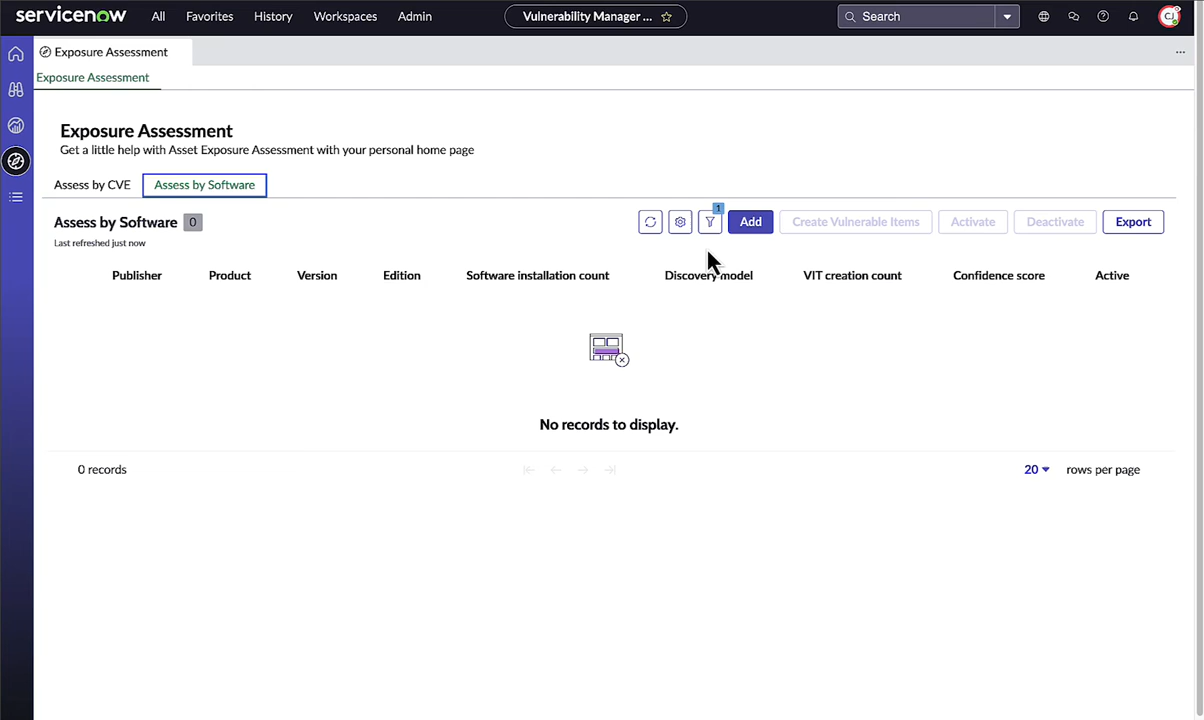 servicenow All Favorites History Workspaces Admin Vulnerability Manager ... Search CJ
Exposure Assessment ...
Exposure Assessment
Exposure Assessment
Get a little help with Asset Exposure Assessment with your personal home page
Assess by CVE Assess by Software
Assess by Software 0 1 Add Create Vulnerable Items Activate Deactivate Export
Last refreshed just now
Publisher Product Version Edition Software installation count Discovery model VIT creation count Confidence score Active
No records to display.
0 records 20 rows per page